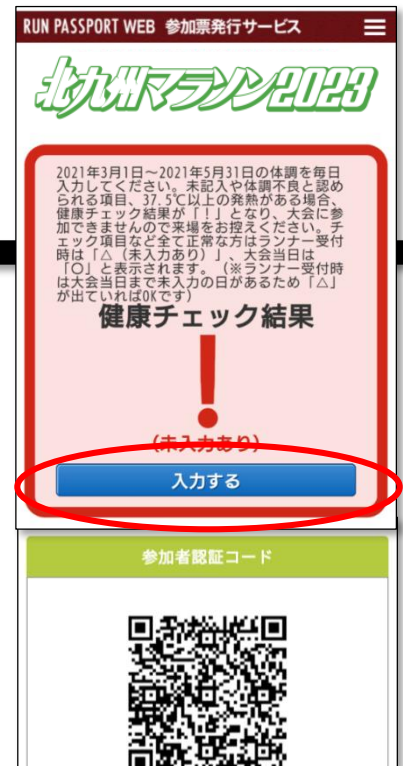 RUN PASSPORT WEB 参加票発行サービス
北九州マラソン2023
2021年3月1日～2021年5月31日の体調を毎日
入力してください。未記入や体調不良と認め
られる項目、37.5℃以上の発熱がある場合、
健康チェック結果が「！」となり、大会に参
加できませんので来場をお控えください。チ
ェック項目など全て正常な方はランナー受付
時は「△（未入力あり）」、大会当日は
「〇」と表示されます。（※ランナー受付時
は大会当日まで未入力の日があるため「△」
が出ていればOKです）
健康チェック結果
！
(未入力あり)
入力する
参加者認証コード